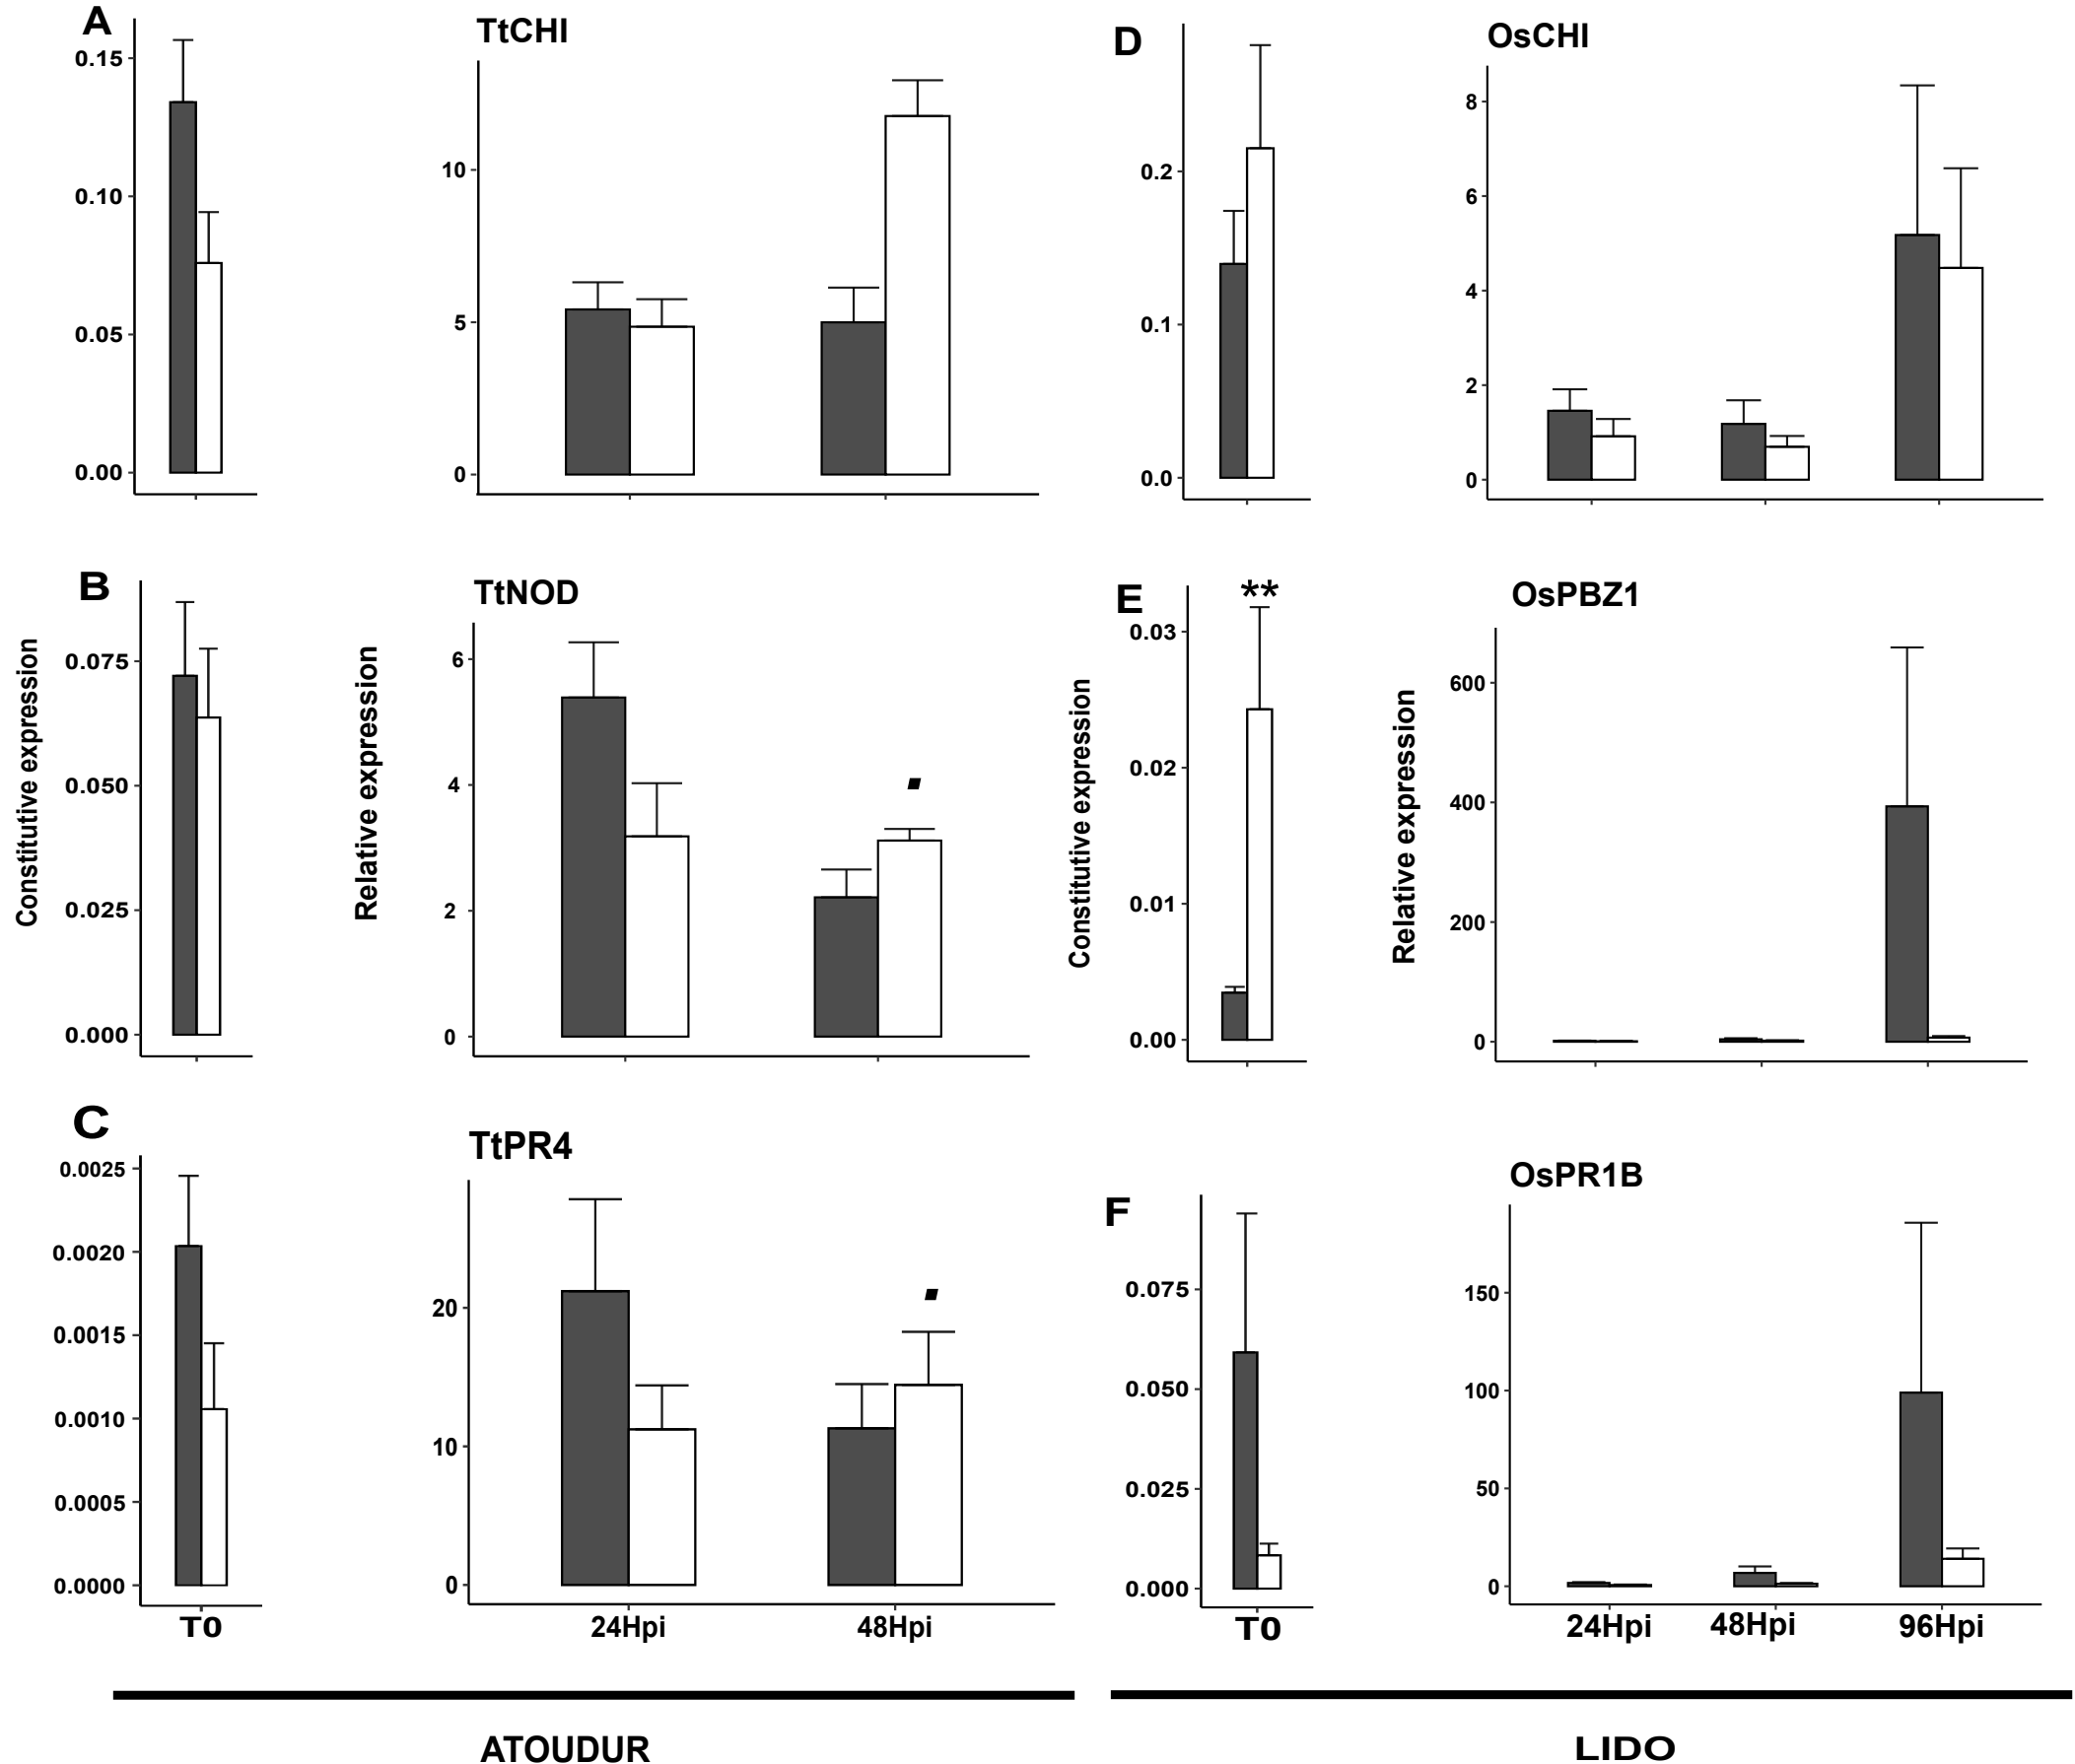 A
TtCHI
0.15
0.10
0.05
0.00
10
5
0
D
OsCHI
0.2
0.1
0.0
8
6
4
2
0
B
TtNOD
Constitutive expression
0.075
0.050
0.025
0.000
Relative expression
6
4
2
0
E
**
OsPBZ1
Constitutive expression
0.03
0.02
0.01
0.00
Relative expression
600
400
200
0
C
TtPR4
0.0025
0.0020
0.0015
0.0010
0.0005
0.0000
T0
20
10
0
24Hpi 48Hpi
F
OsPR1B
0.075
0.050
0.025
0.000
T0
150
100
50
0
24Hpi 48Hpi 96Hpi
ATOUDUR
LIDO